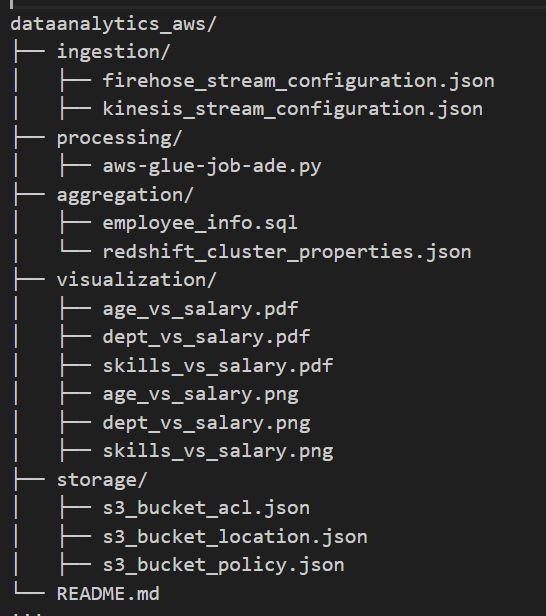 dataanalytics_aws/
├── ingestion/
│   ├── firehose_stream_configuration.json
│   ├── kinesis_stream_configuration.json
├── processing/
│   ├── aws-glue-job-ade.py
├── aggregation/
│   ├── employee_info.sql
│   └── redshift_cluster_properties.json
├── visualization/
│   ├── age_vs_salary.pdf
│   ├── dept_vs_salary.pdf
│   ├── skills_vs_salary.pdf
│   ├── age_vs_salary.png
│   ├── dept_vs_salary.png
│   ├── skills_vs_salary.png
├── storage/
│   ├── s3_bucket_acl.json
│   ├── s3_bucket_location.json
│   ├── s3_bucket_policy.json
└── README.md